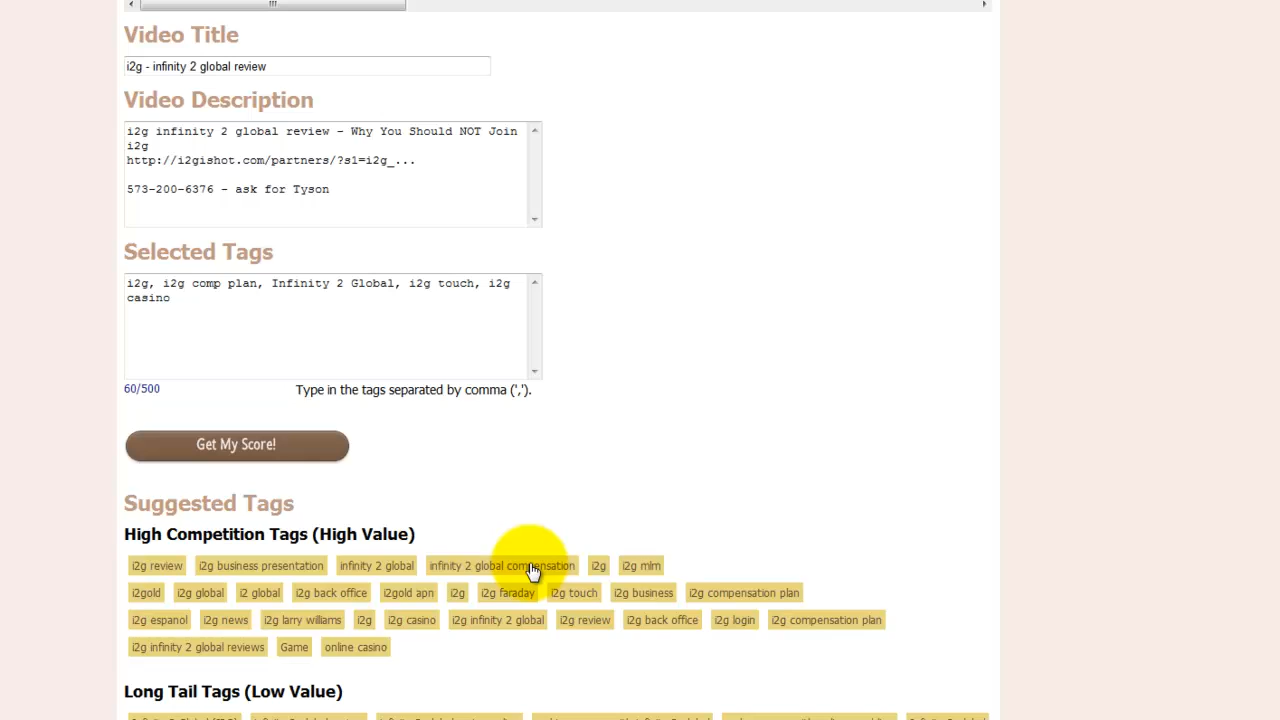 Video Title
i2g - infinity 2 global review
Video Description
i2g infinity 2 global review - Why You Should NOT Join
i2g
http://i2gishot.com/partners/?s1=i2g_...
573-200-6376 - ask for Tyson
Selected Tags
i2g, i2g comp plan, Infinity 2 Global, i2g touch, i2g
casino
60/500 Type in the tags separated by comma (',').
Get My Score!
Suggested Tags
High Competition Tags (High Value)
i2g review i2g business presentation infinity 2 global infinity 2 global compensation i2g i2g mlm
i2gold i2g global i2 global i2g back office i2gold apn i2g i2g faraday i2g touch i2g business i2g compensation plan
i2g espanol i2g news i2g larry williams i2g i2g casino i2g infinity 2 global i2g review i2g back office i2g login i2g compensation plan
i2g infinity 2 global reviews Game online casino
Long Tail Tags (Low Value)